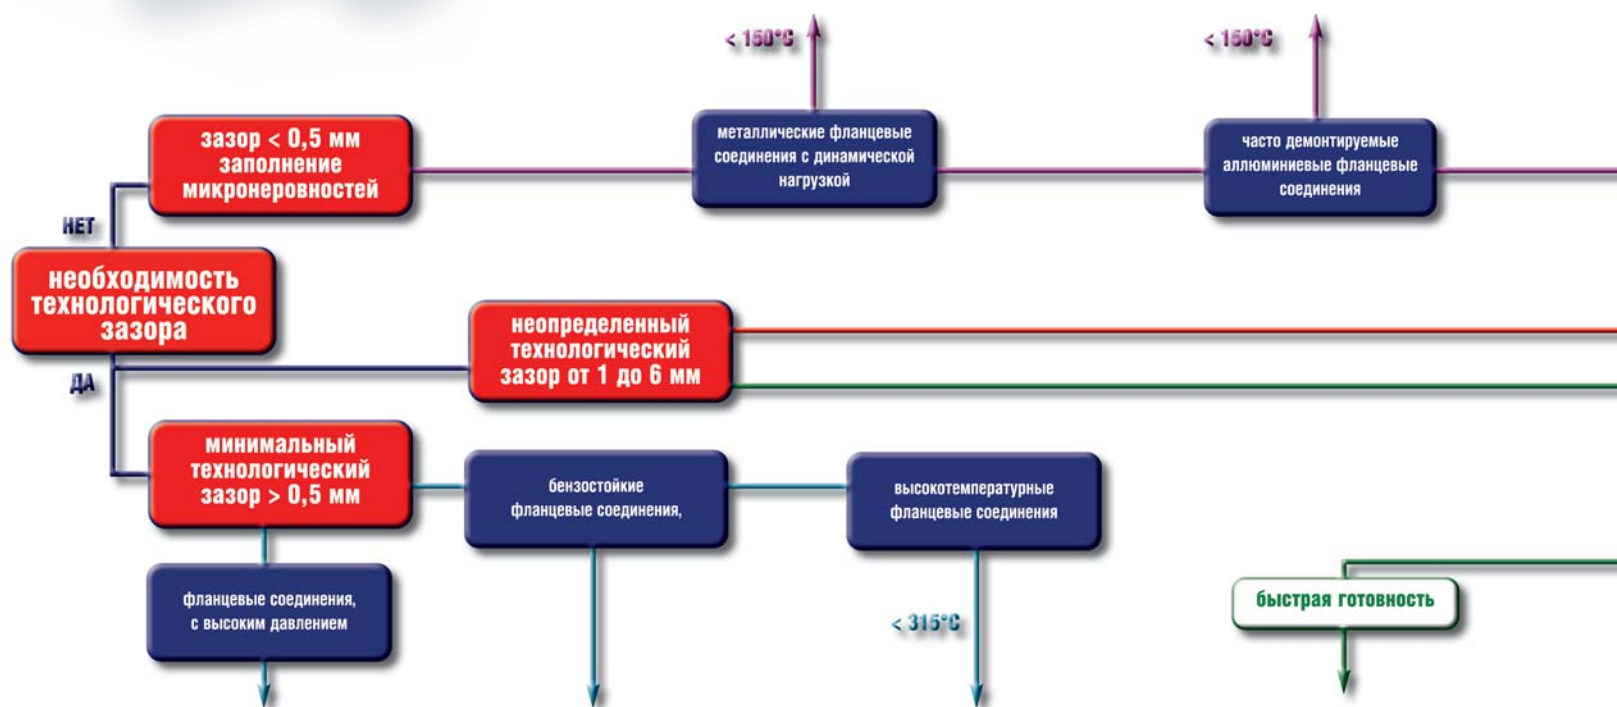 < 150°C
< 150°C
зазор < 0,5 мм
заполнение
микронеровностей
металлические фланцевые
соединения с динамической
нагрузкой
часто демонтируемые
аллюминиевые фланцевые
соединения
НЕТ
необходимость
технологического
зазора
ДА
неопределенный
технологический
зазор от 1 до 6 мм
минимальный
технологический
зазор > 0,5 мм
бензостойкие
фланцевые соединения,
высокотемпературные
фланцевые соединения
фланцевые соединения,
с высоким давлением
< 315°C
быстрая готовность